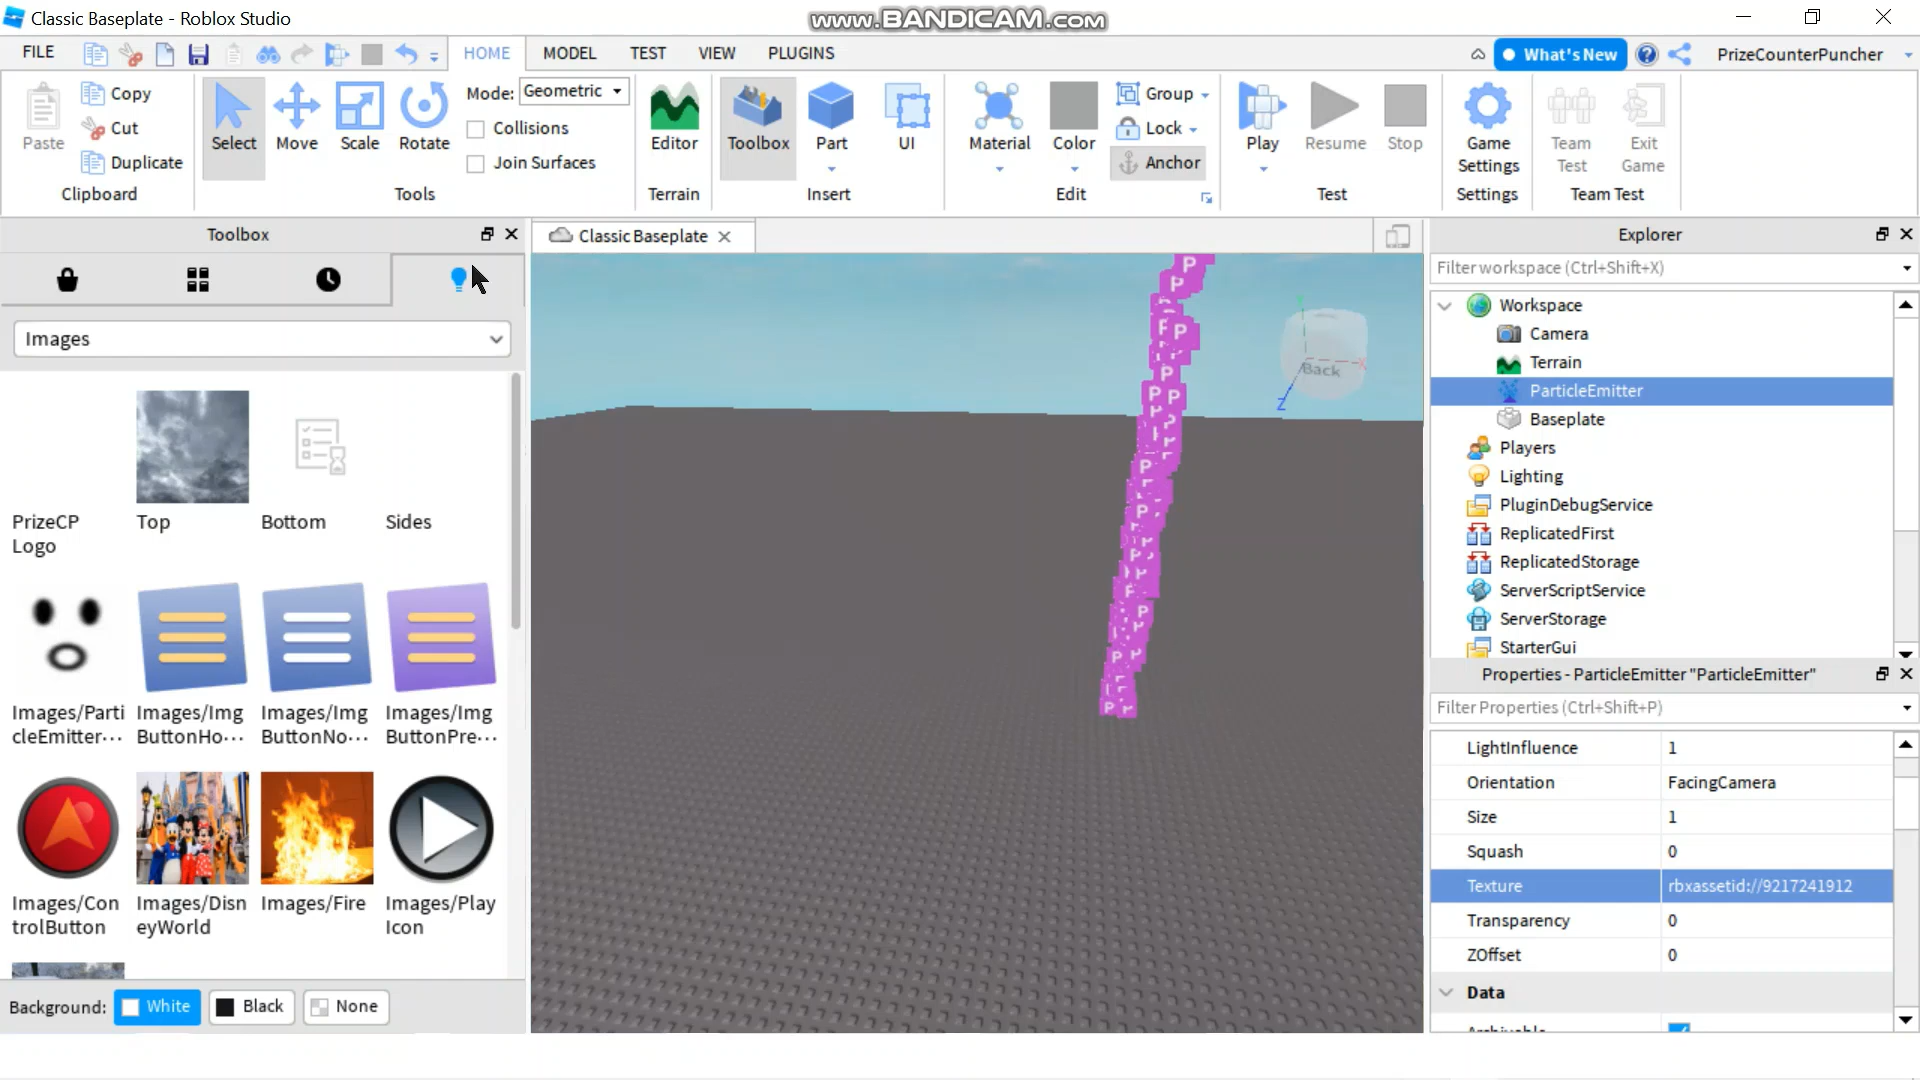 Classic Baseplate - Roblox Studio
www.BANDICAM.com
FILE
HOME
MODEL
TEST
VIEW
PLUGINS
What's New
PrizeCounterPuncher
Paste
Copy
Cut
Duplicate
Clipboard
Select
Move
Scale
Rotate
Mode: Geometric
Collisions
Join Surfaces
Tools
Editor
Terrain
Toolbox
Part
UI
Insert
Material
Color
Group
Lock
Anchor
Edit
Play
Resume
Stop
Test
Game Settings
Settings
Team Test
Exit Game
Team Test
Toolbox
Images
PrizeCP Logo
Top
Bottom
Sides
Images/Parti cleEmitter...
Images/Img ButtonHo...
Images/Img ButtonNo...
Images/Img ButtonPre...
Images/Con trolButton
Images/Disn eyWorld
Images/Fire
Images/Play Icon
Background:
White
Black
None
Classic Baseplate
Back
Y
X
Z
P
Explorer
Filter workspace (Ctrl+Shift+X)
Workspace
Camera
Terrain
ParticleEmitter
Baseplate
Players
Lighting
PluginDebugService
ReplicatedFirst
ReplicatedStorage
ServerScriptService
ServerStorage
StarterGui
Properties - ParticleEmitter "ParticleEmitter"
Filter Properties (Ctrl+Shift+P)
LightInfluence 1
Orientation FacingCamera
Size 1
Squash 0
Texture rbxassetid://9217241912
Transparency 0
ZOffset 0
Data